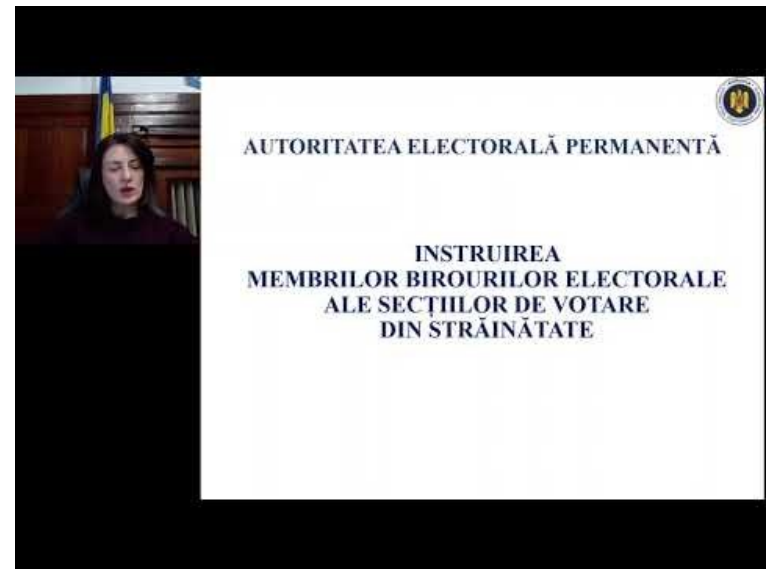 AUTORITATEA ELECTORALĂ PERMANENTĂ
INSTRUIREA
MEMBRILOR BIROURILOR ELECTORALE
ALE SECȚIILOR DE VOTARE
DIN STRĂINĂTATE